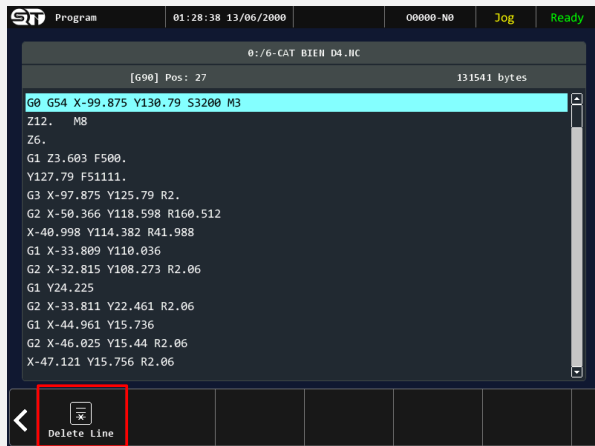 ST Program 01:28:38 13/06/2000 O0000-N0 Jog Ready
0:/6-CAT BIEN D4.NC
[G90] Pos: 27 131541 bytes
G0 G54 X-99.875 Y130.79 S3200 M3
Z12. M8
Z6.
G1 Z3.603 F500.
Y127.79 F51111.
G3 X-97.875 Y125.79 R2.
G2 X-50.366 Y118.598 R160.512
X-40.998 Y114.382 R41.988
G1 X-33.809 Y110.036
G2 X-32.815 Y108.273 R2.06
G1 Y24.225
G2 X-33.811 Y22.461 R2.06
G1 X-44.961 Y15.736
G2 X-46.025 Y15.44 R2.06
X-47.121 Y15.756 R2.06
Delete Line